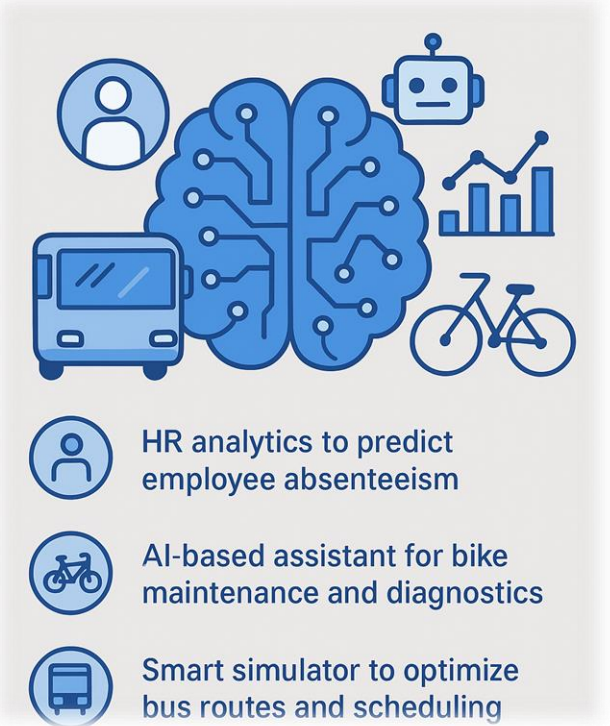 HR analytics to predict
employee absenteeism
AI-based assistant for bike
maintenance and diagnostics
Smart simulator to optimize
bus routes and scheduling